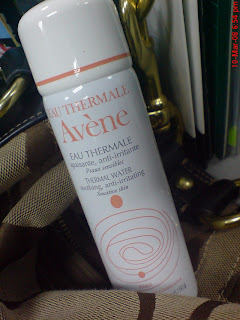 EAU THERMALE
Avène
EAU THERMALE
apaisante, anti-irritante
Peaux sensibles
THERMAL WATER
soothing, anti-irritating
Sensitive skin